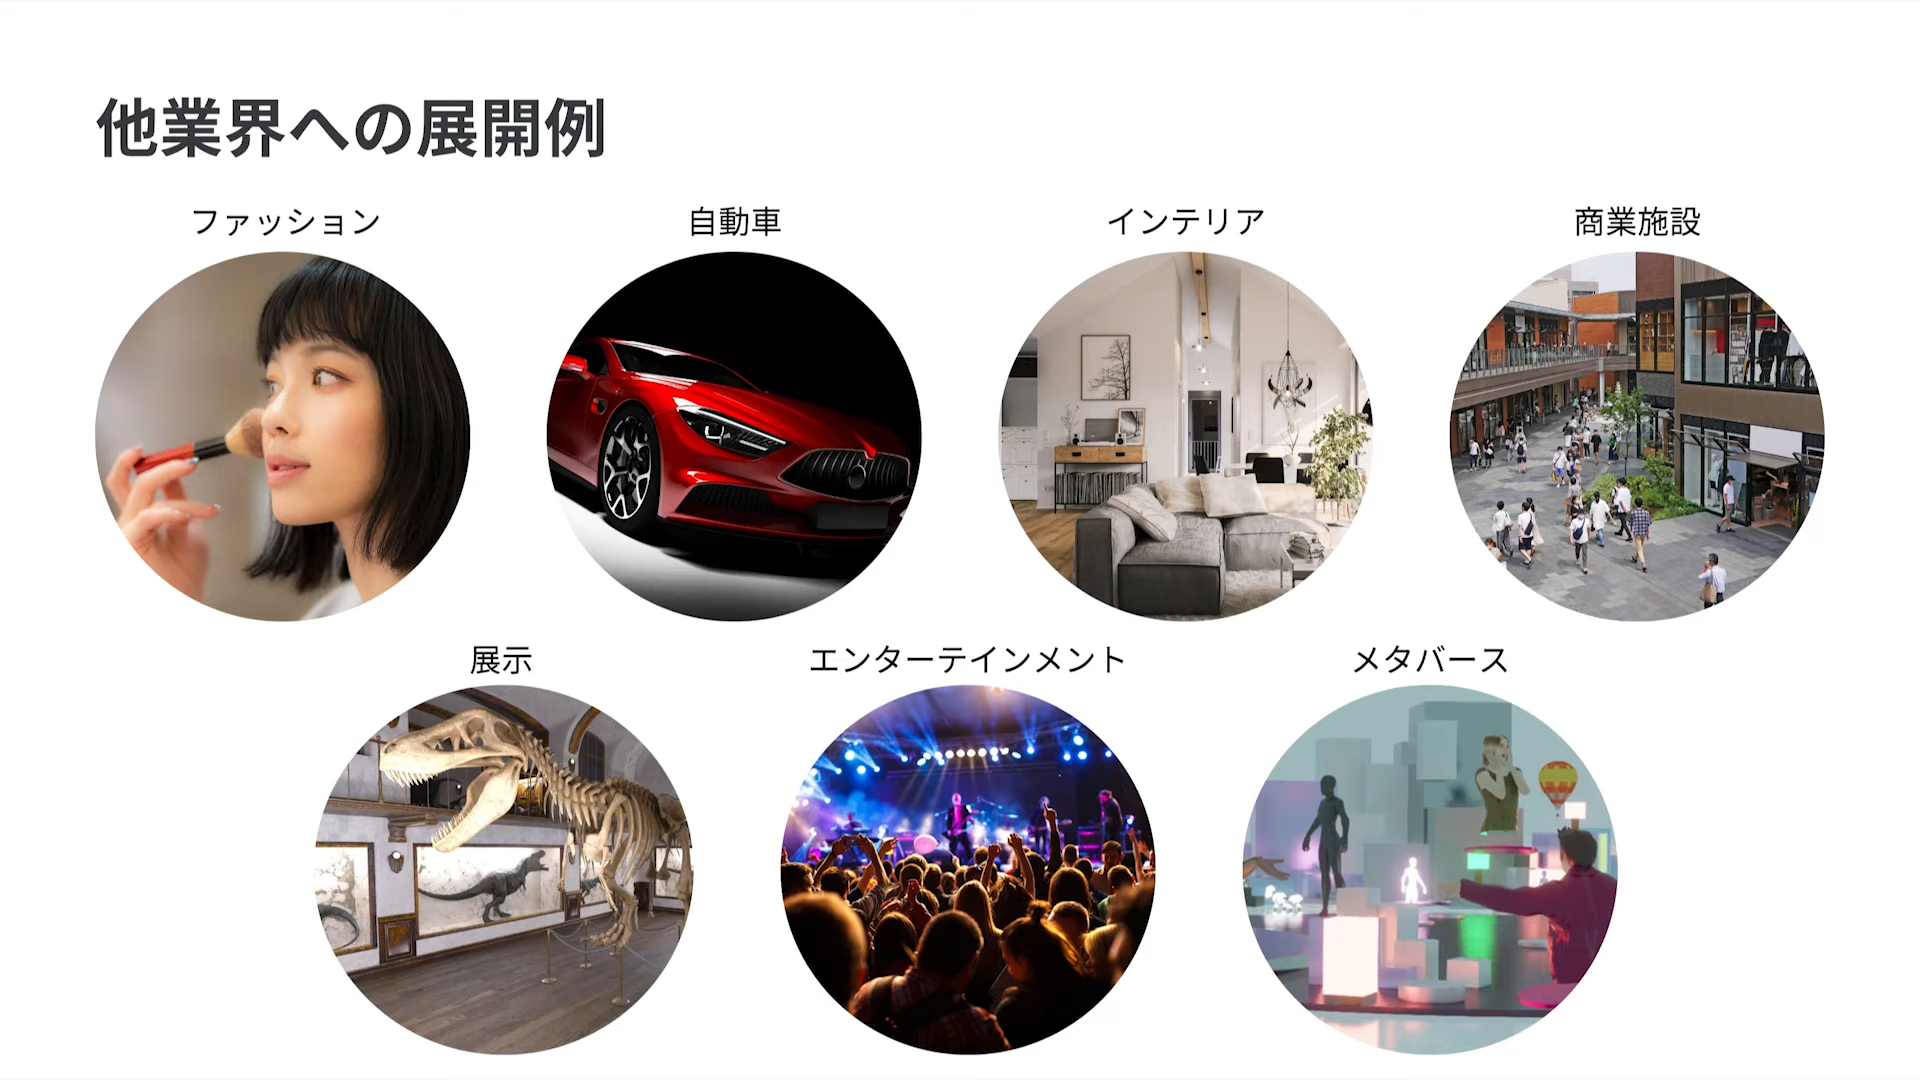 他業界への展開例
ファッション
自動車
インテリア
商業施設
展示
エンターテインメント
メタバース